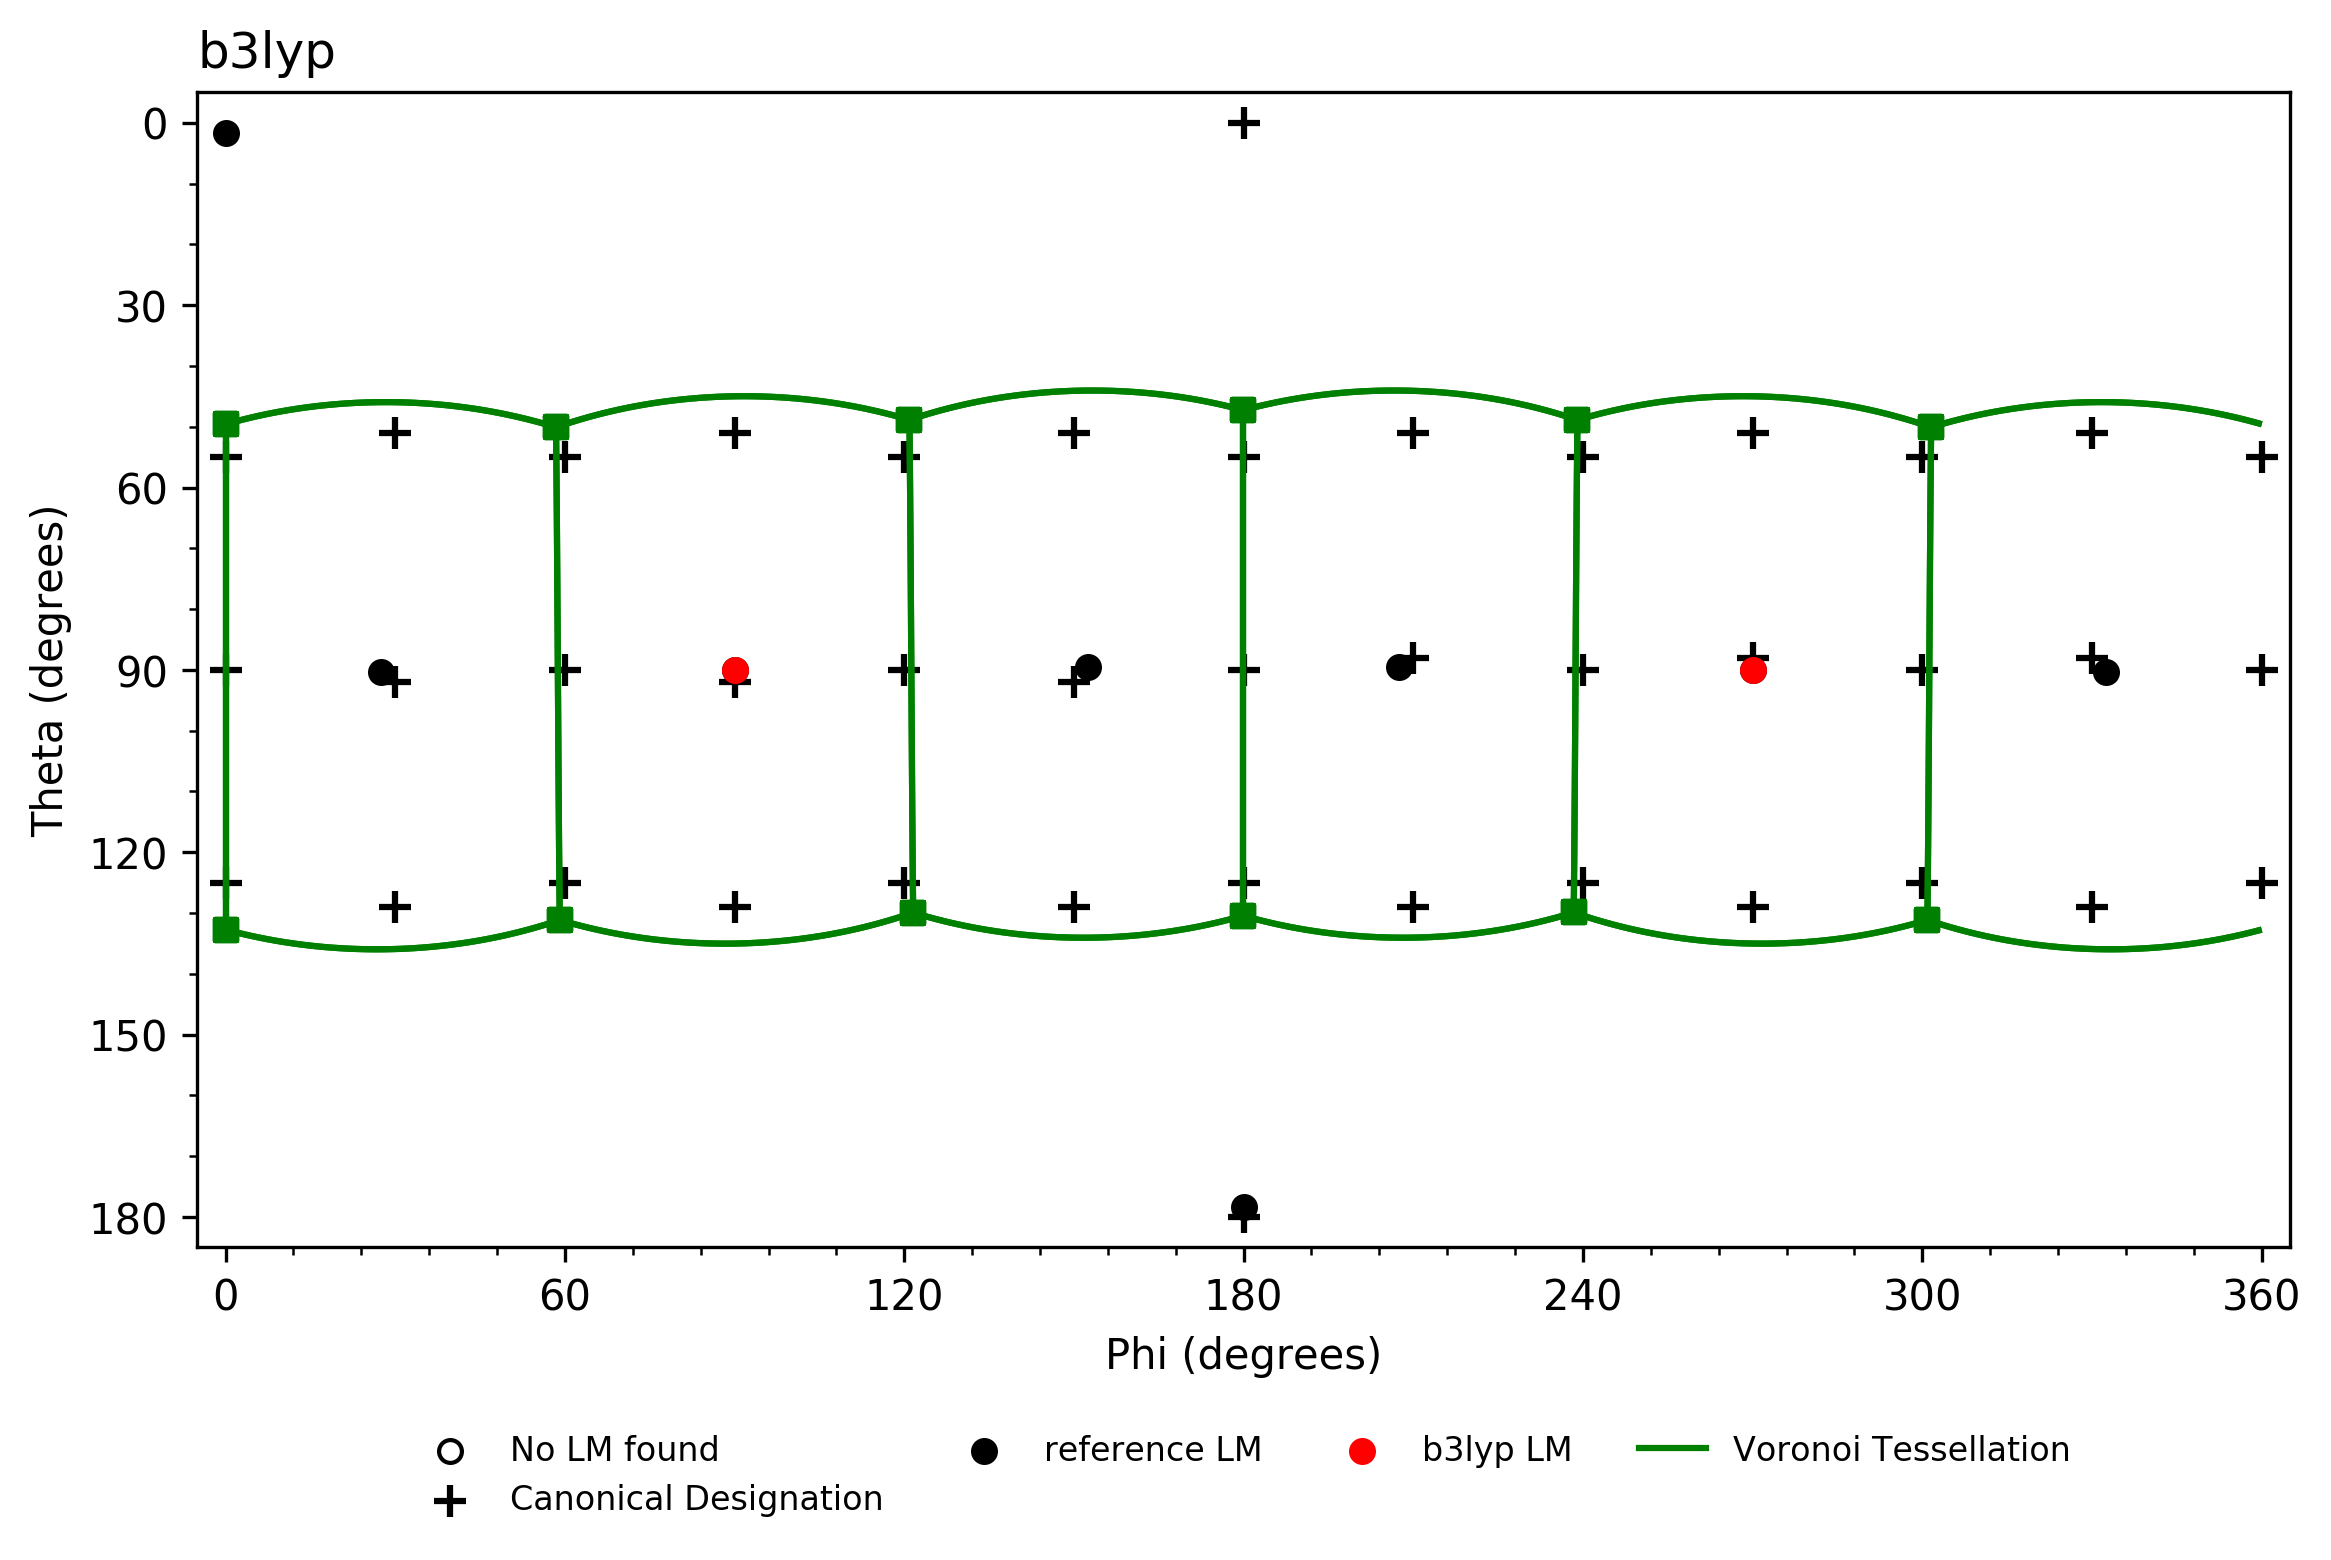 b3lyp
0
30
60
90
120
150
180
Theta (degrees)
0 60 120 180 240 300 360
Phi (degrees)
No LM found reference LM b3lyp LM Voronoi Tessellation
Canonical Designation